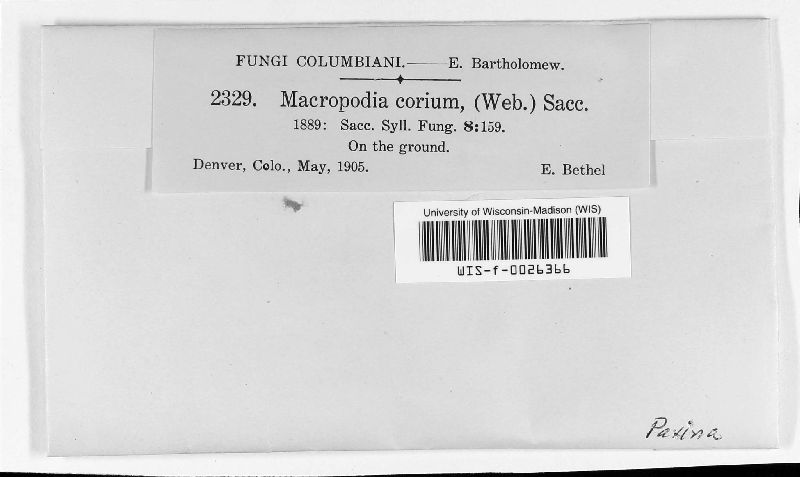 FUNGI COLUMBIANI.——E. Bartholomew.
2329. Macropodia corium, (Web.) Sacc.
1889: Sacc. Syll. Fung. 8:159.
On the ground.
Denver, Colo., May, 1905. E. Bethel
University of Wisconsin-Madison (WIS)
WIS-f-0026366
Paxina